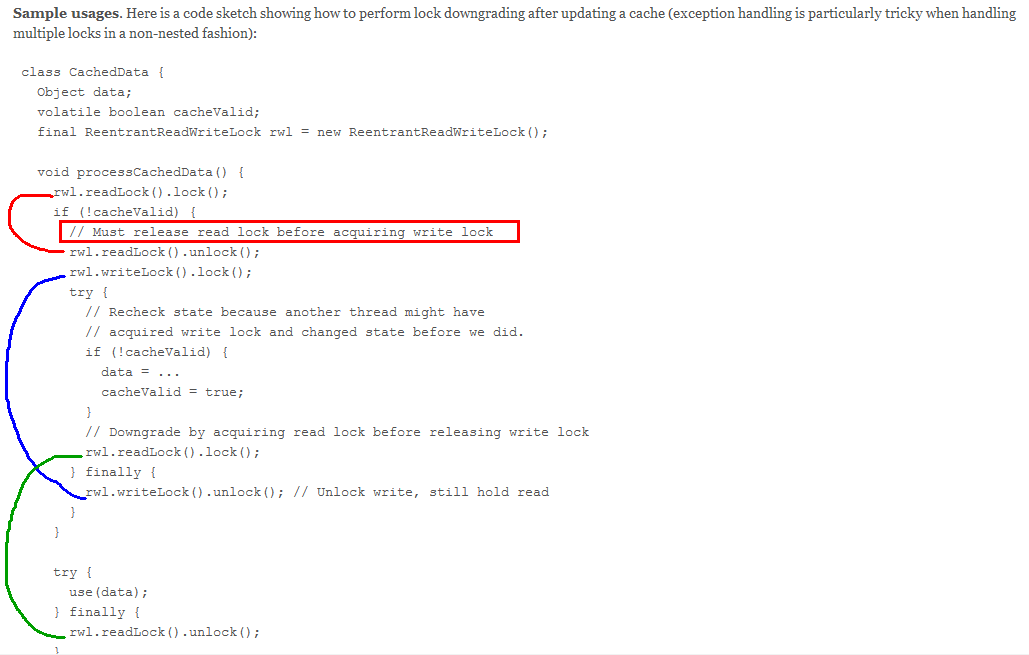 Sample usages. Here is a code sketch showing how to perform lock downgrading after updating a cache (exception handling is particularly tricky when handling
multiple locks in a non-nested fashion):
class CachedData {
Object data;
volatile boolean cacheValid;
final ReentrantReadWriteLock rwl = new ReentrantReadWriteLock();
void processCachedData() {
rwl.readLock().lock();
if (!cacheValid) {
// Must release read lock before acquiring write lock
rwl.readLock().unlock();
rwl.writeLock().lock();
try {
// Recheck state because another thread might have
// acquired write lock and changed state before we did.
if (!cacheValid) {
data = ...
cacheValid = true;
}
// Downgrade by acquiring read lock before releasing write lock
rwl.readLock().lock();
} finally {
rwl.writeLock().unlock(); // Unlock write, still hold read
}
}
try {
use(data);
} finally {
rwl.readLock().unlock();
}